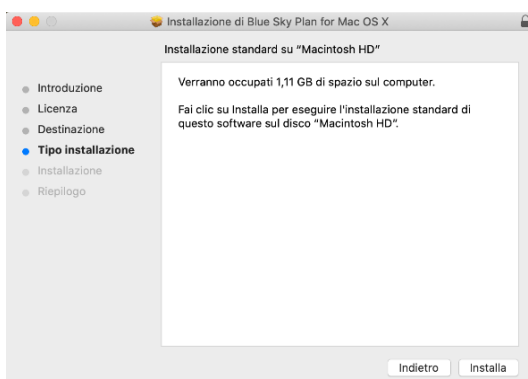 Installazione di Blue Sky Plan for Mac OS X
Installazione standard su “Macintosh HD”
Introduzione
Licenza
Destinazione
Tipo installazione
Installazione
Riepilogo
Verranno occupati 1,11 GB di spazio sul computer.
Fai clic su Installa per eseguire l'installazione standard di
questo software sul disco “Macintosh HD”.
Indietro
Installa